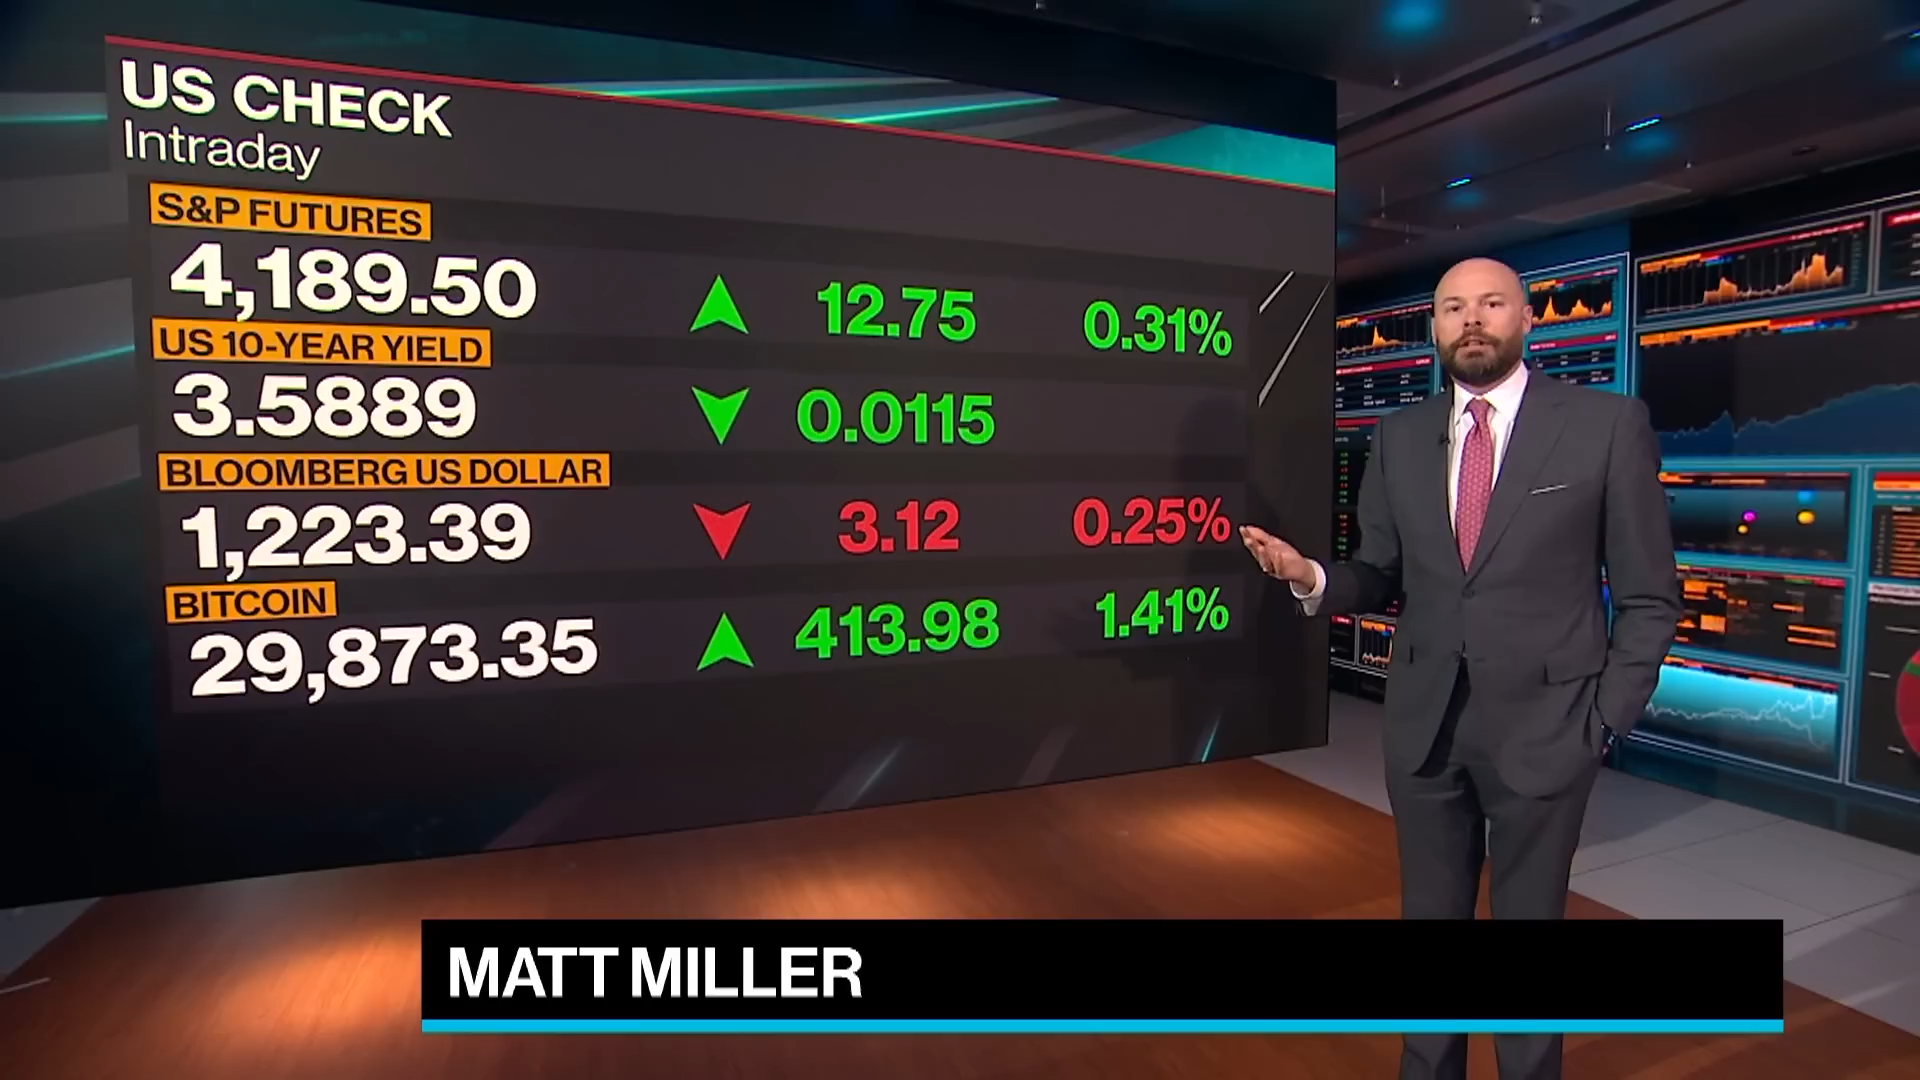 US CHECK
Intraday
S&P FUTURES
4,189.50 12.75 0.31%
US 10-YEAR YIELD
3.5889 0.0115
BLOOMBERG US DOLLAR
1,223.39 3.12 0.25%
BITCOIN
29,873.35 413.98 1.41%
MATT MILLER